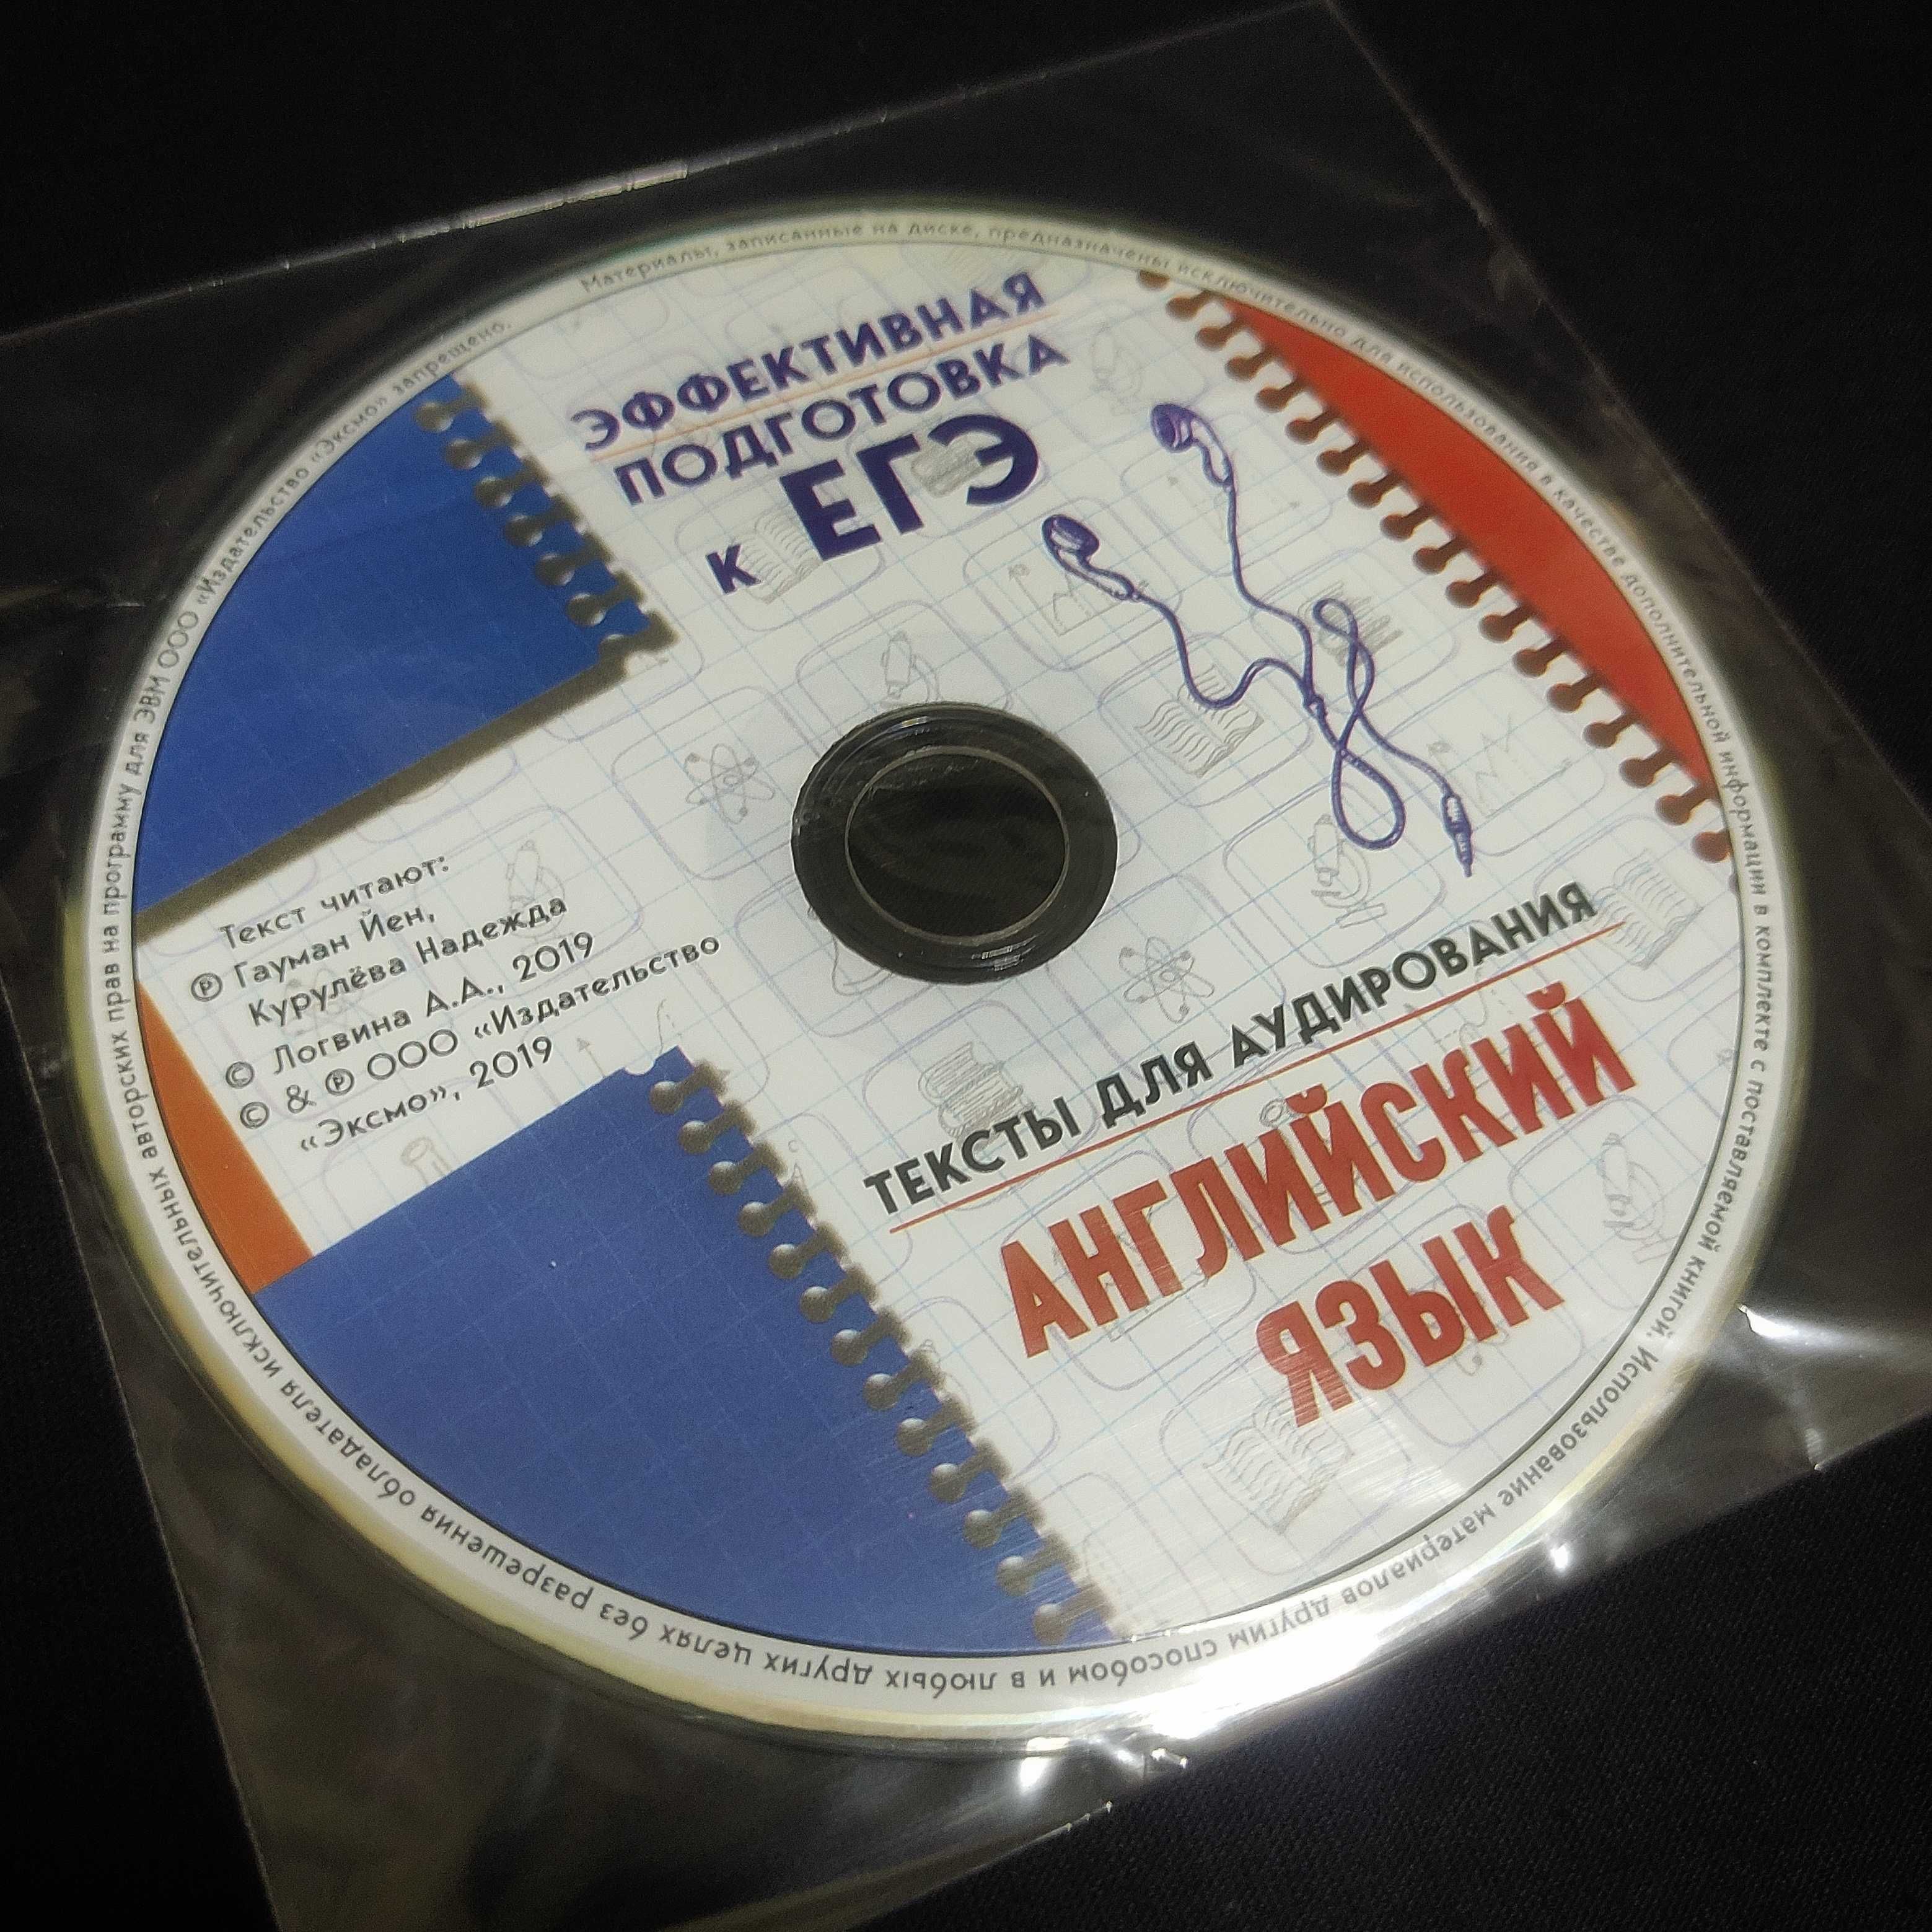 ЭФФЕКТИВНАЯ
ПОДГОТОВКА
К ЕГЭ
Текст читают:
℗ Гауман Йен,
Курулёва Надежда
© Логвина А.А., 2019
© & ℗ ООО «Издательство
«Эксмо», 2019
ТЕКСТЫ ДЛЯ АУДИРОВАНИЯ
АНГЛИЙСКИЙ
ЯЗЫК
Материалы, записанные на диске, предназначены исключительно для использования в качестве дополнительной информации в комплекте с поставляемой книгой. Использование материалов другим способом и в любых других целях без разрешения обладателя исключительных авторских прав на программу для ЭВМ ООО «Издательство «Эксмо» запрещено.